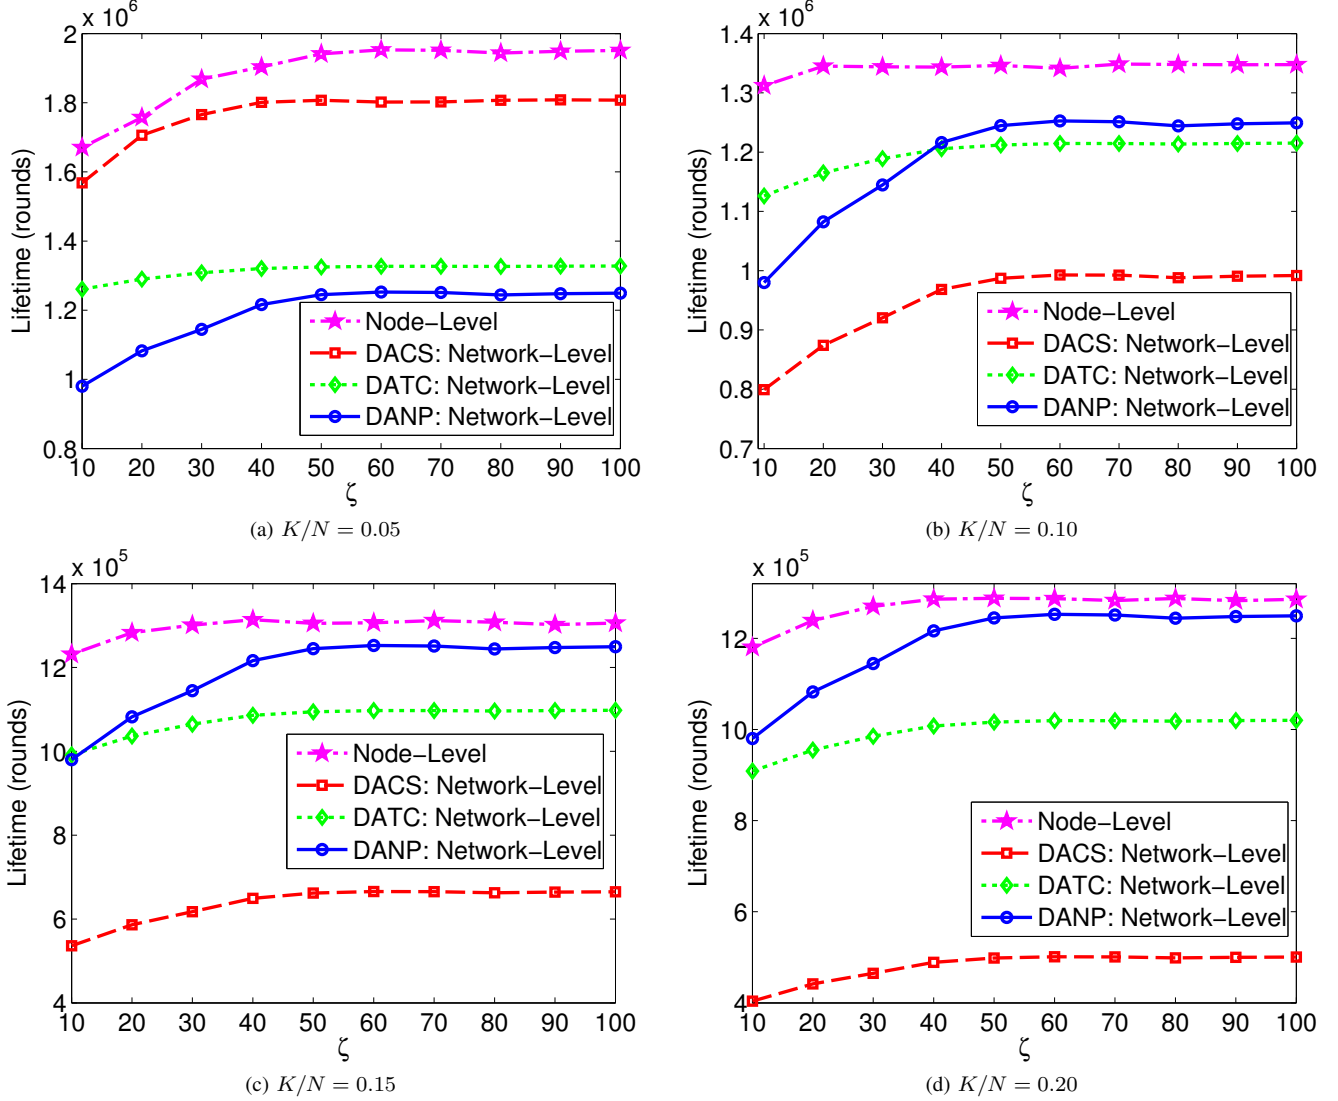 x 10^6
2
1.8
1.6
1.4
1.2
1
0.8
Lifetime (rounds)
10 20 30 40 50 60 70 80 90 100
ζ
Node-Level
DACS: Network-Level
DATC: Network-Level
DANP: Network-Level
(a) K/N = 0.05
1.4 x 10^6
1.3
1.2
1.1
1
0.9
0.8
0.7
Lifetime (rounds)
10 20 30 40 50 60 70 80 90 100
ζ
Node-Level
DACS: Network-Level
DATC: Network-Level
DANP: Network-Level
(b) K/N = 0.10
x 10^5
14
12
10
8
6
4
Lifetime (rounds)
10 20 30 40 50 60 70 80 90 100
ζ
Node-Level
DACS: Network-Level
DATC: Network-Level
DANP: Network-Level
(c) K/N = 0.15
x 10^5
12
10
8
6
4
Lifetime (rounds)
10 20 30 40 50 60 70 80 90 100
ζ
Node-Level
DACS: Network-Level
DATC: Network-Level
DANP: Network-Level
(d) K/N = 0.20